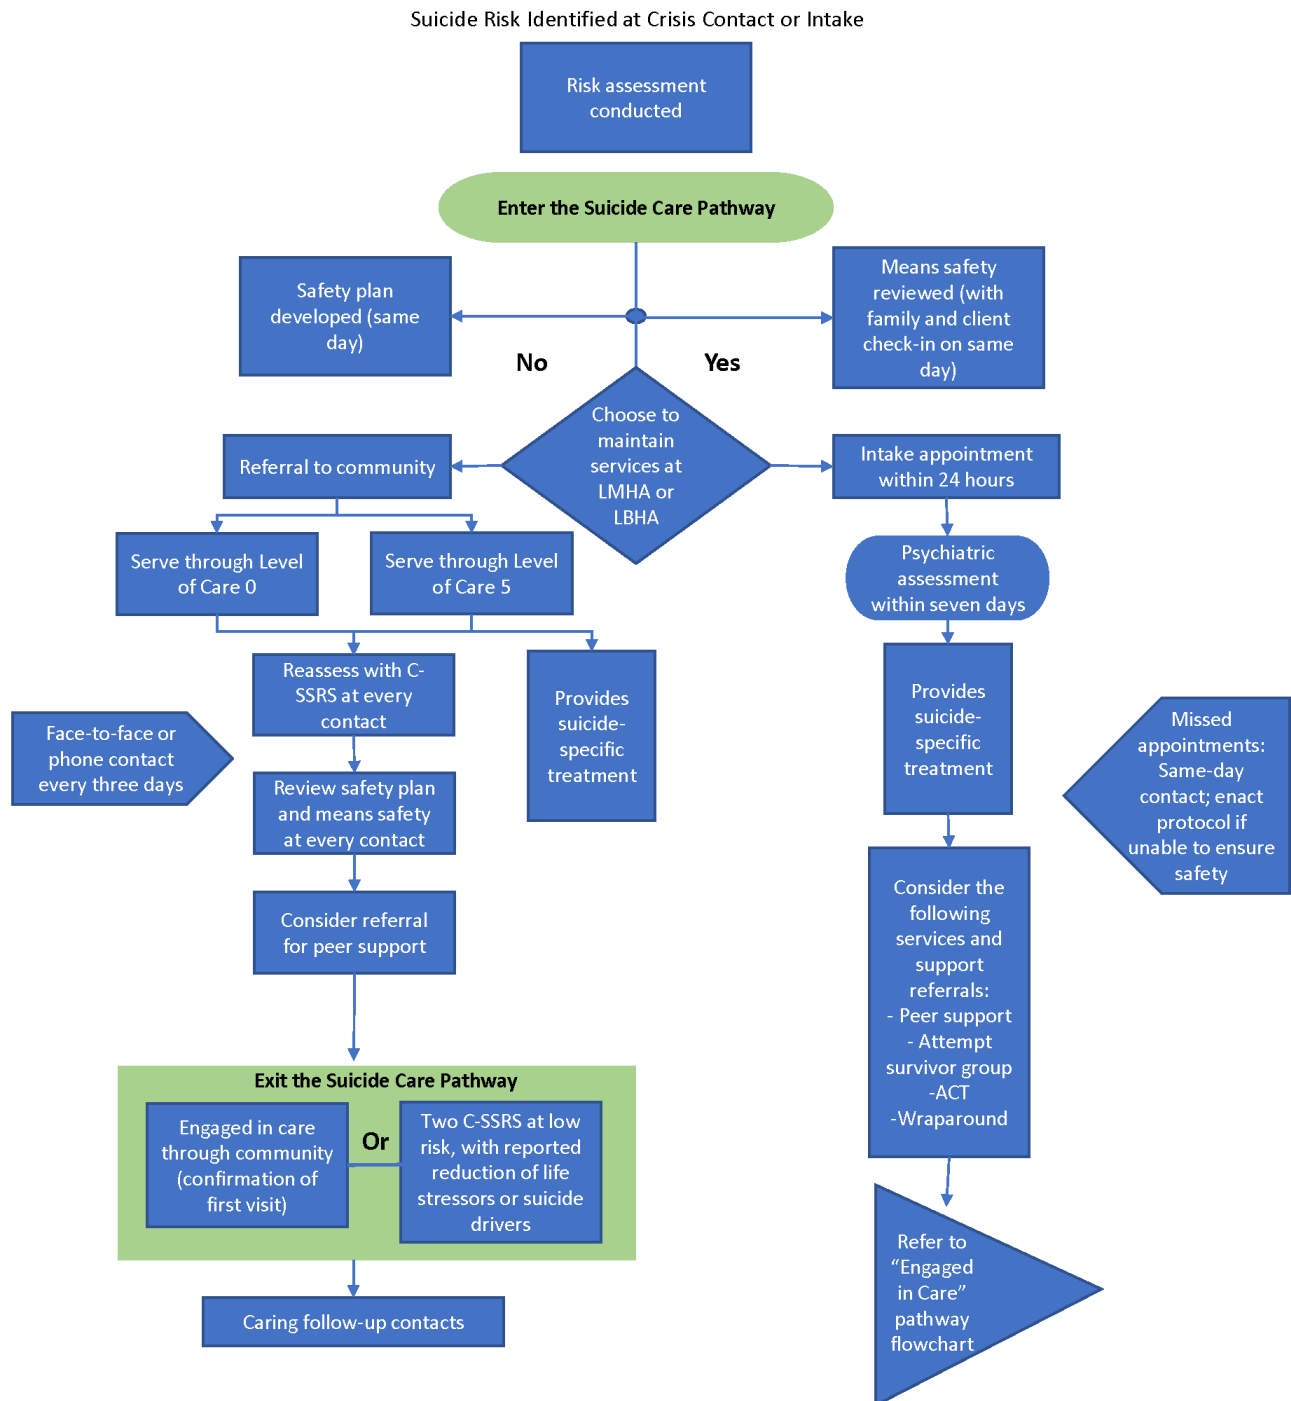 Suicide Risk Identified at Crisis Contact or Intake
Risk assessment
conducted
Enter the Suicide Care Pathway
Safety plan
developed (same
day)
Means safety
reviewed (with
family and client
check-in on same
day)
No
Yes
Choose to
maintain
services at
LMHA or
LBHA
Referral to community
Intake appointment
within 24 hours
Serve through Level
of Care 0
Serve through Level
of Care 5
Psychiatric
assessment
within seven days
Reassess with C-
SSRS at every
contact
Provides
suicide-
specific
treatment
Provides
suicide-
specific
treatment
Face-to-face or
phone contact
every three days
Missed
appointments:
Same-day
contact; enact
protocol if
unable to ensure
safety
Review safety plan
and means safety
at every contact
Consider referral
for peer support
Consider the
following
services and
support
referrals:
- Peer support
- Attempt
survivor group
-ACT
-Wraparound
Exit the Suicide Care Pathway
Engaged in care
through community
(confirmation of
first visit)
Or
Two C-SSRS at low
risk, with reported
reduction of life
stressors or suicide
drivers
Caring follow-up contacts
Refer to
“Engaged
in Care”
pathway
flowchart